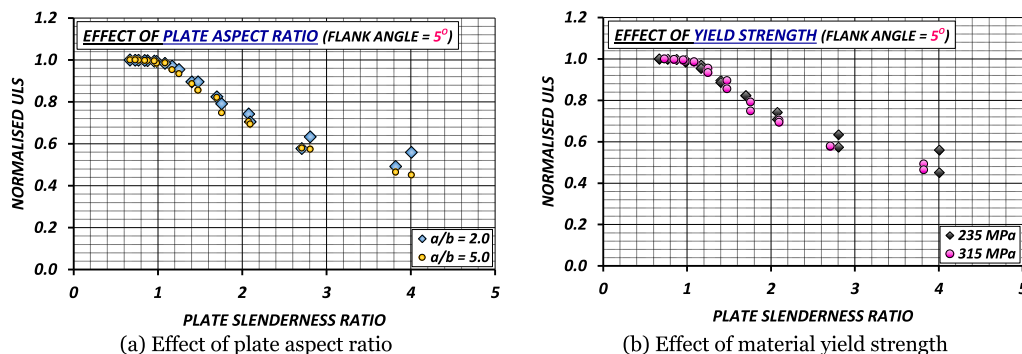 EFFECT OF PLATE ASPECT RATIO (FLANK ANGLE = 5°)
NORMALISED ULS
1.2
1.0
0.8
0.6
0.4
0.2
0.0
a/b = 2.0
a/b = 5.0
0 1 2 3 4 5
PLATE SLENDERNESS RATIO
(a) Effect of plate aspect ratio
EFFECT OF YIELD STRENGTH (FLANK ANGLE = 5°)
NORMALISED ULS
1.2
1.0
0.8
0.6
0.4
0.2
0.0
235 MPa
315 MPa
0 1 2 3 4 5
PLATE SLENDERNESS RATIO
(b) Effect of material yield strength